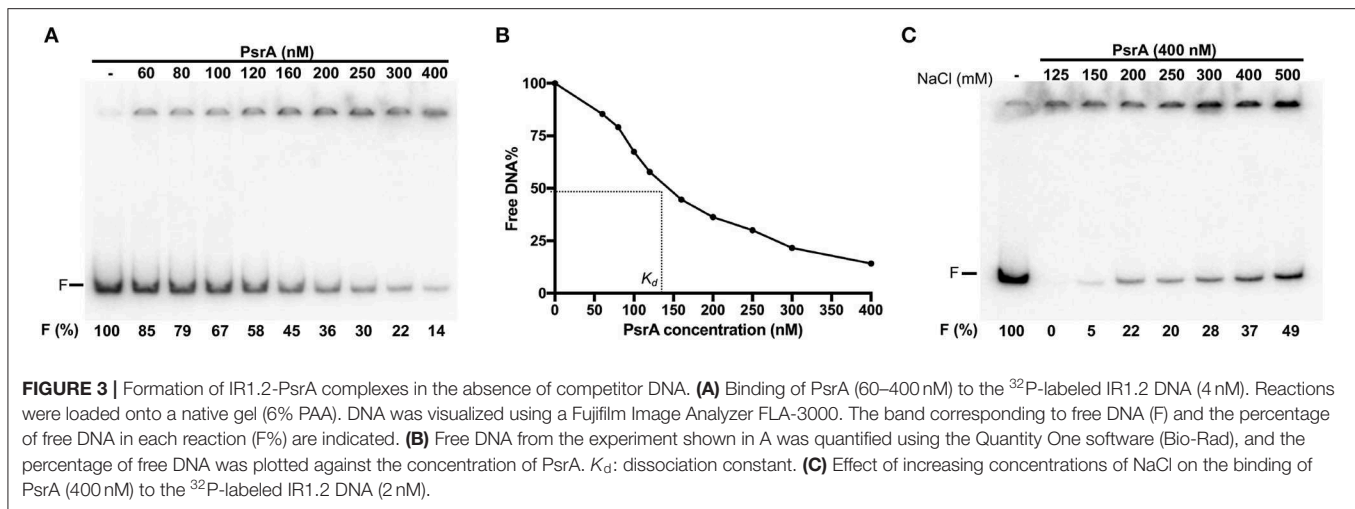 A
PsrA (nM)
- 60 80 100 120 160 200 250 300 400
F
F (%) 100 85 79 67 58 45 36 30 22 14
B
Free DNA%
100
75
50
25
0
K_d
0 50 100 150 200 250 300 350 400
PsrA concentration (nM)
C
PsrA (400 nM)
NaCl (mM) - 125 150 200 250 300 400 500
F
F (%) 100 0 5 22 20 28 37 49
FIGURE 3 | Formation of IR1.2-PsrA complexes in the absence of competitor DNA. (A) Binding of PsrA (60–400 nM) to the ³²P-labeled IR1.2 DNA (4 nM). Reactions
were loaded onto a native gel (6% PAA). DNA was visualized using a Fujifilm Image Analyzer FLA-3000. The band corresponding to free DNA (F) and the percentage
of free DNA in each reaction (F%) are indicated. (B) Free DNA from the experiment shown in A was quantified using the Quantity One software (Bio-Rad), and the
percentage of free DNA was plotted against the concentration of PsrA. K_d: dissociation constant. (C) Effect of increasing concentrations of NaCl on the binding of
PsrA (400 nM) to the ³²P-labeled IR1.2 DNA (2 nM).